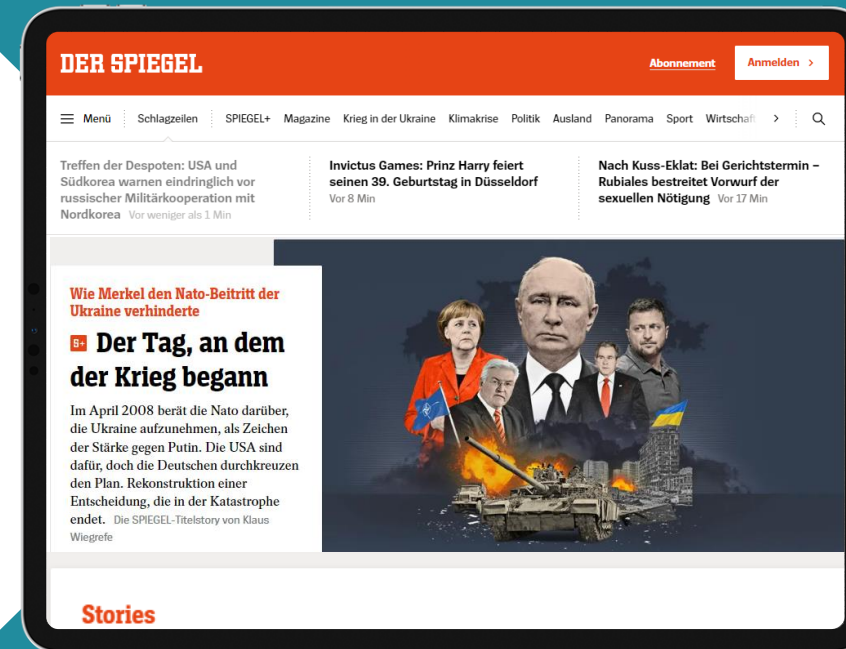 DER SPIEGEL
Abonnement
Anmelden >
Menü
Schlagzeilen
SPIEGEL+
Magazine
Krieg in der Ukraine
Klimakrise
Politik
Ausland
Panorama
Sport
Wirtschaf
Treffen der Despoten: USA und
Südkorea warnen eindringlich vor
russischer Militärkooperation mit
Nordkorea Vor weniger als 1 Min
Invictus Games: Prinz Harry feiert
seinen 39. Geburtstag in Düsseldorf
Vor 8 Min
Nach Kuss-Eklat: Bei Gerichtstermin –
Rubiales bestreitet Vorwurf der
sexuellen Nötigung Vor 17 Min
Wie Merkel den Nato-Beitritt der
Ukraine verhinderte
S+ Der Tag, an dem
der Krieg begann
Im April 2008 berät die Nato darüber,
die Ukraine aufzunehmen, als Zeichen
der Stärke gegen Putin. Die USA sind
dafür, doch die Deutschen durchkreuzen
den Plan. Rekonstruktion einer
Entscheidung, die in der Katastrophe
endet. Die SPIEGEL-Titelstory von Klaus
Wiegrefe
Stories